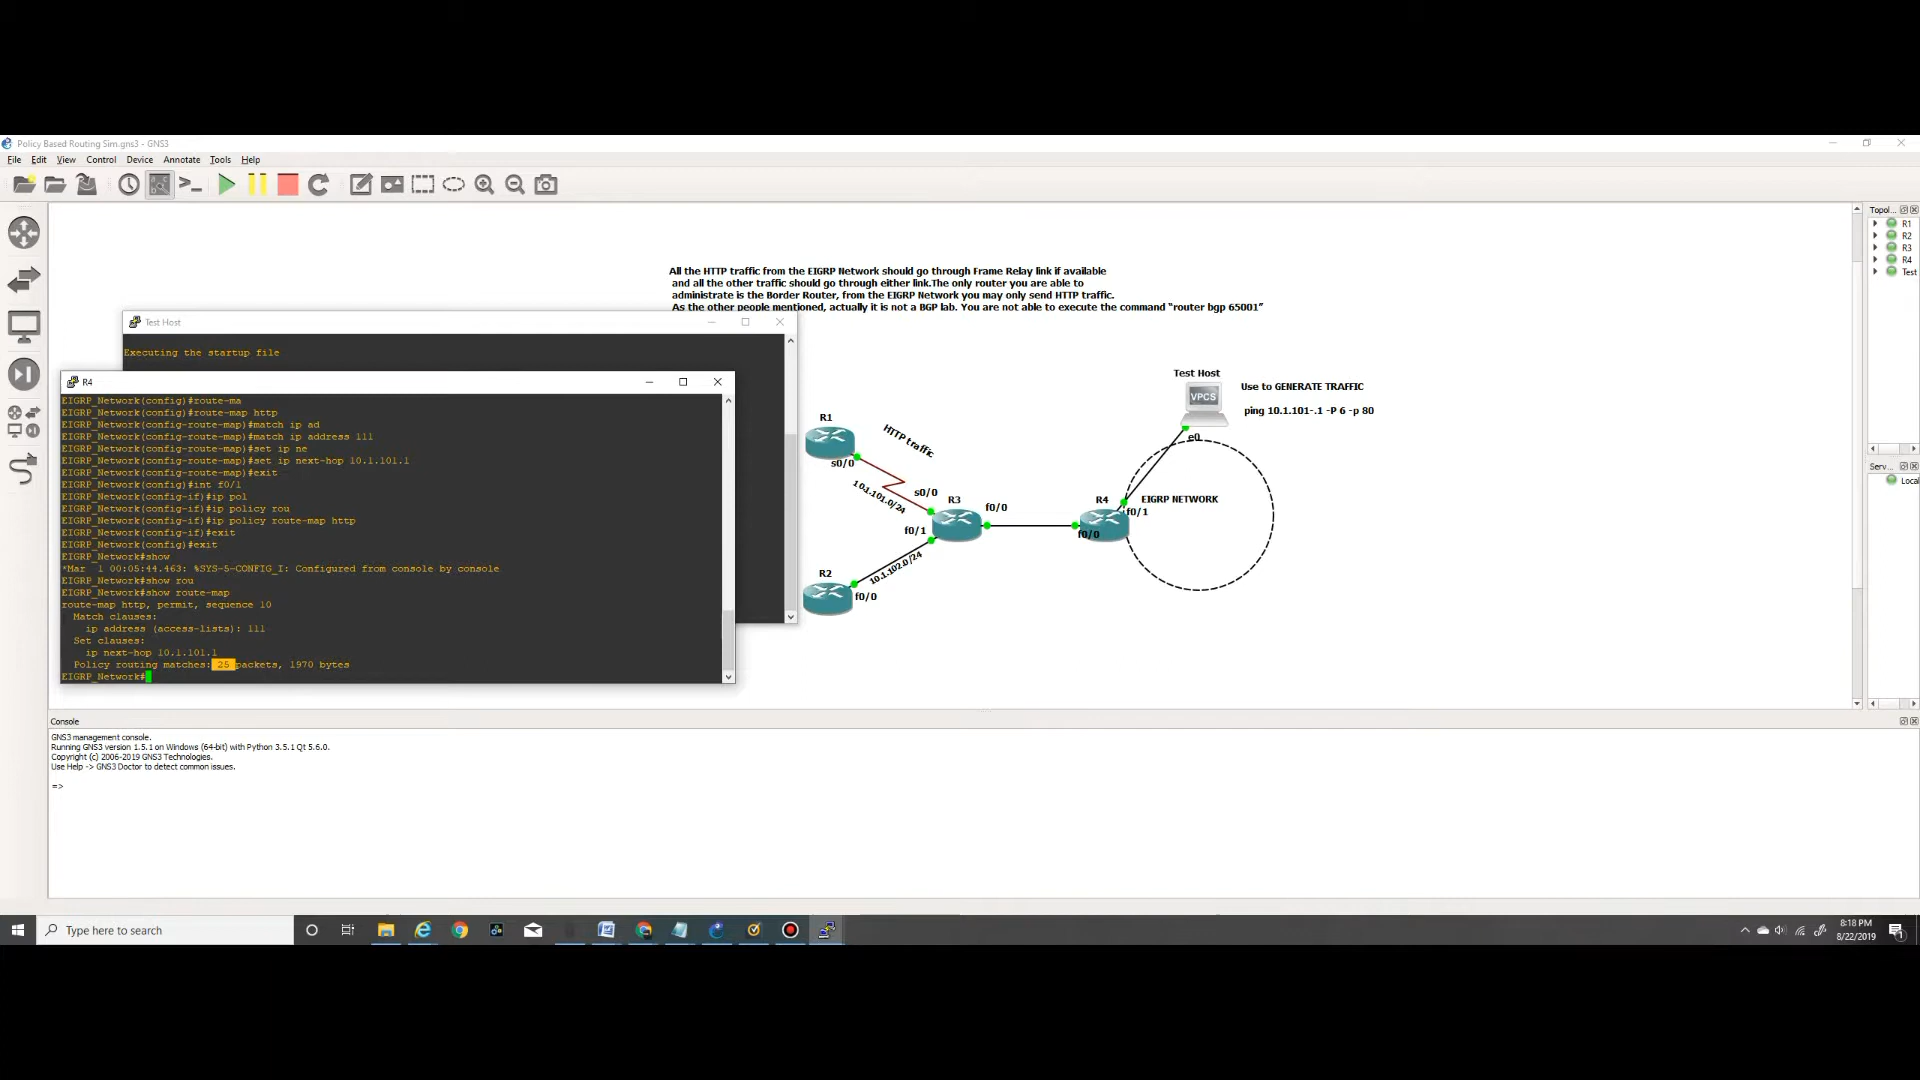 Policy Based Routing Sim.gns3 - GNS3
File Edit View Control Device Annotate Tools Help
Topol...
R1
R2
R3
R4
Test
Serv...
Local
All the HTTP traffic from the EIGRP Network should go through Frame Relay link if available
and all the other traffic should go through either link.The only router you are able to
administrate is the Border Router, from the EIGRP Network you may only send HTTP traffic.
As the other people mentioned, actually it is not a BGP lab. You are not able to execute the command "router bgp 65001"
Test Host
Executing the startup file
R4
EIGRP_Network(config)#route-ma
EIGRP_Network(config)#route-map http
EIGRP_Network(config-route-map)#match ip ad
EIGRP_Network(config-route-map)#match ip address 111
EIGRP_Network(config-route-map)#set ip ne
EIGRP_Network(config-route-map)#set ip next-hop 10.1.101.1
EIGRP_Network(config-route-map)#exit
EIGRP_Network(config)#int f0/1
EIGRP_Network(config-if)#ip pol
EIGRP_Network(config-if)#ip policy rou
EIGRP_Network(config-if)#ip policy route-map http
EIGRP_Network(config-if)#exit
EIGRP_Network(config)#exit
EIGRP_Network#show
*Mar  1 00:05:44.463: %SYS-5-CONFIG_I: Configured from console by console
EIGRP_Network#show rou
EIGRP_Network#show route-map
route-map http, permit, sequence 10
Match clauses:
ip address (access-lists): 111
Set clauses:
ip next-hop 10.1.101.1
Policy routing matches: 25 packets, 1970 bytes
EIGRP_Network#
Test Host
VPCS
Use to GENERATE TRAFFIC
ping 10.1.101-.1 -P 6 -p 80
e0
R1
HTTP traffic
s0/0
10.1.101.0/24
s0/0
R3
f0/0
R4
EIGRP NETWORK
f0/1
f0/1
f0/0
R2
10.1.102.0/24
f0/0
Console
GNS3 management console.
Running GNS3 version 1.5.1 on Windows (64-bit) with Python 3.5.1 Qt 5.6.0.
Copyright (c) 2006-2019 GNS3 Technologies.
Use Help -> GNS3 Doctor to detect common issues.
=>
Type here to search
8:18 PM
8/22/2019
1